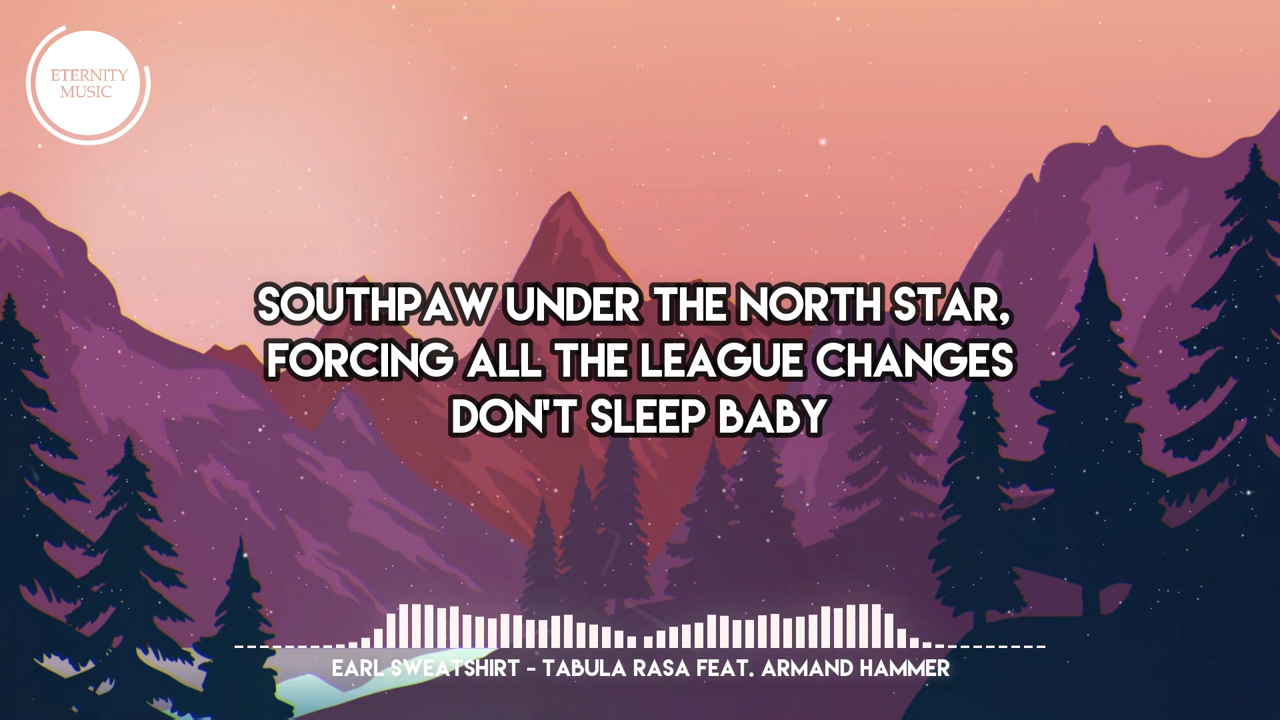 ETERNITY
MUSIC
SOUTHPAW UNDER THE NORTH STAR,
FORCING ALL THE LEAGUE CHANGES
DON'T SLEEP BABY
EARL SWEATSHIRT - TABULA RASA FEAT. ARMAND HAMMER